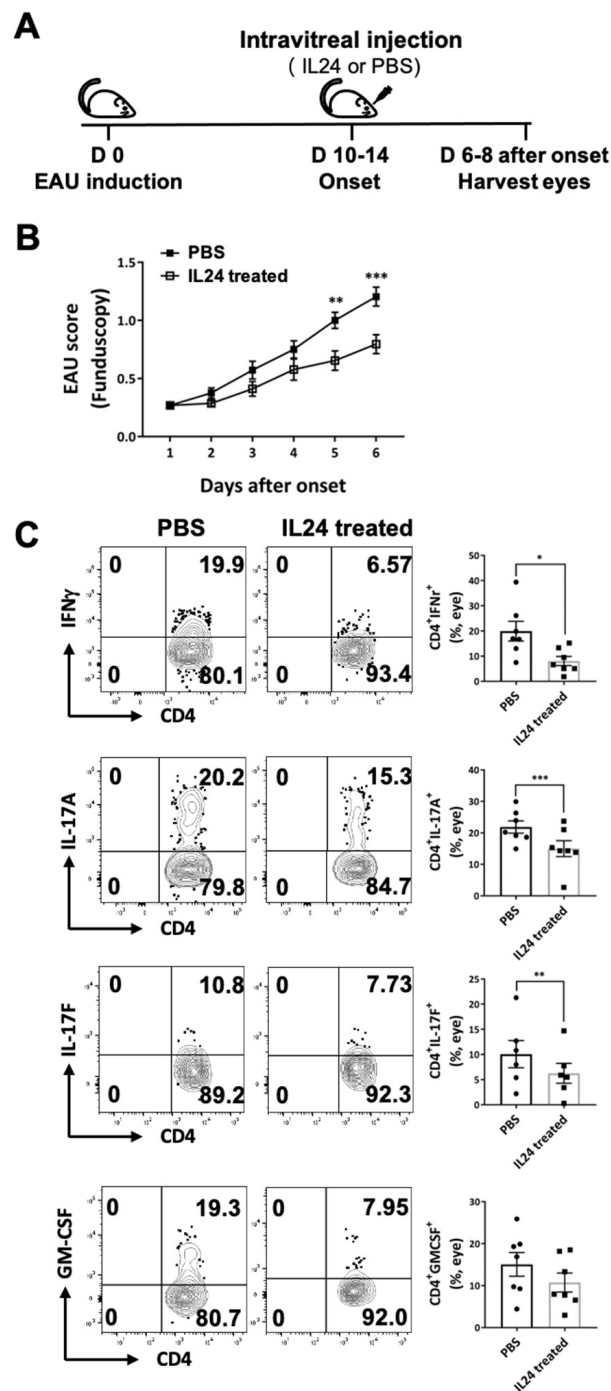 A
Intravitreal injection
( IL24 or PBS)
D 0
EAU induction
D 10-14
Onset
D 6-8 after onset
Harvest eyes
B
PBS
IL24 treated
EAU score
(Funduscopy)
1.5
1.0
0.5
0.0
**
***
1 2 3 4 5 6
Days after onset
C
PBS
IL24 treated
IFNγ
CD4
0 19.9
0 80.1
0 6.57
0 93.4
CD4+IFNr+
(%, eye)
50
40
30
20
10
0
*
PBS
IL24 treated
IL-17A
CD4
0 20.2
0 79.8
0 15.3
0 84.7
CD4+IL-17A+
(%, eye)
40
30
20
10
0
***
PBS
IL24 treated
IL-17F
CD4
0 10.8
0 89.2
0 7.73
0 92.3
CD4+IL-17F+
(%, eye)
25
20
15
10
5
0
**
PBS
IL24 treated
GM-CSF
CD4
0 19.3
0 80.7
0 7.95
0 92.0
CD4+GMCSF+
(%, eye)
30
20
10
0
PBS
IL24 treated